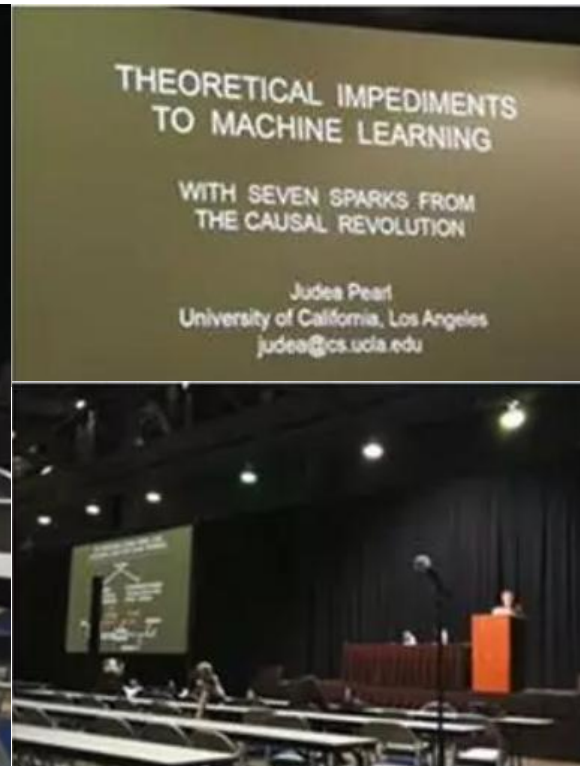 THEORETICAL IMPEDIMENTS
TO MACHINE LEARNING
WITH SEVEN SPARKS FROM
THE CAUSAL REVOLUTION
Judea Pearl
University of California, Los Angeles
judea@cs.ucla.edu